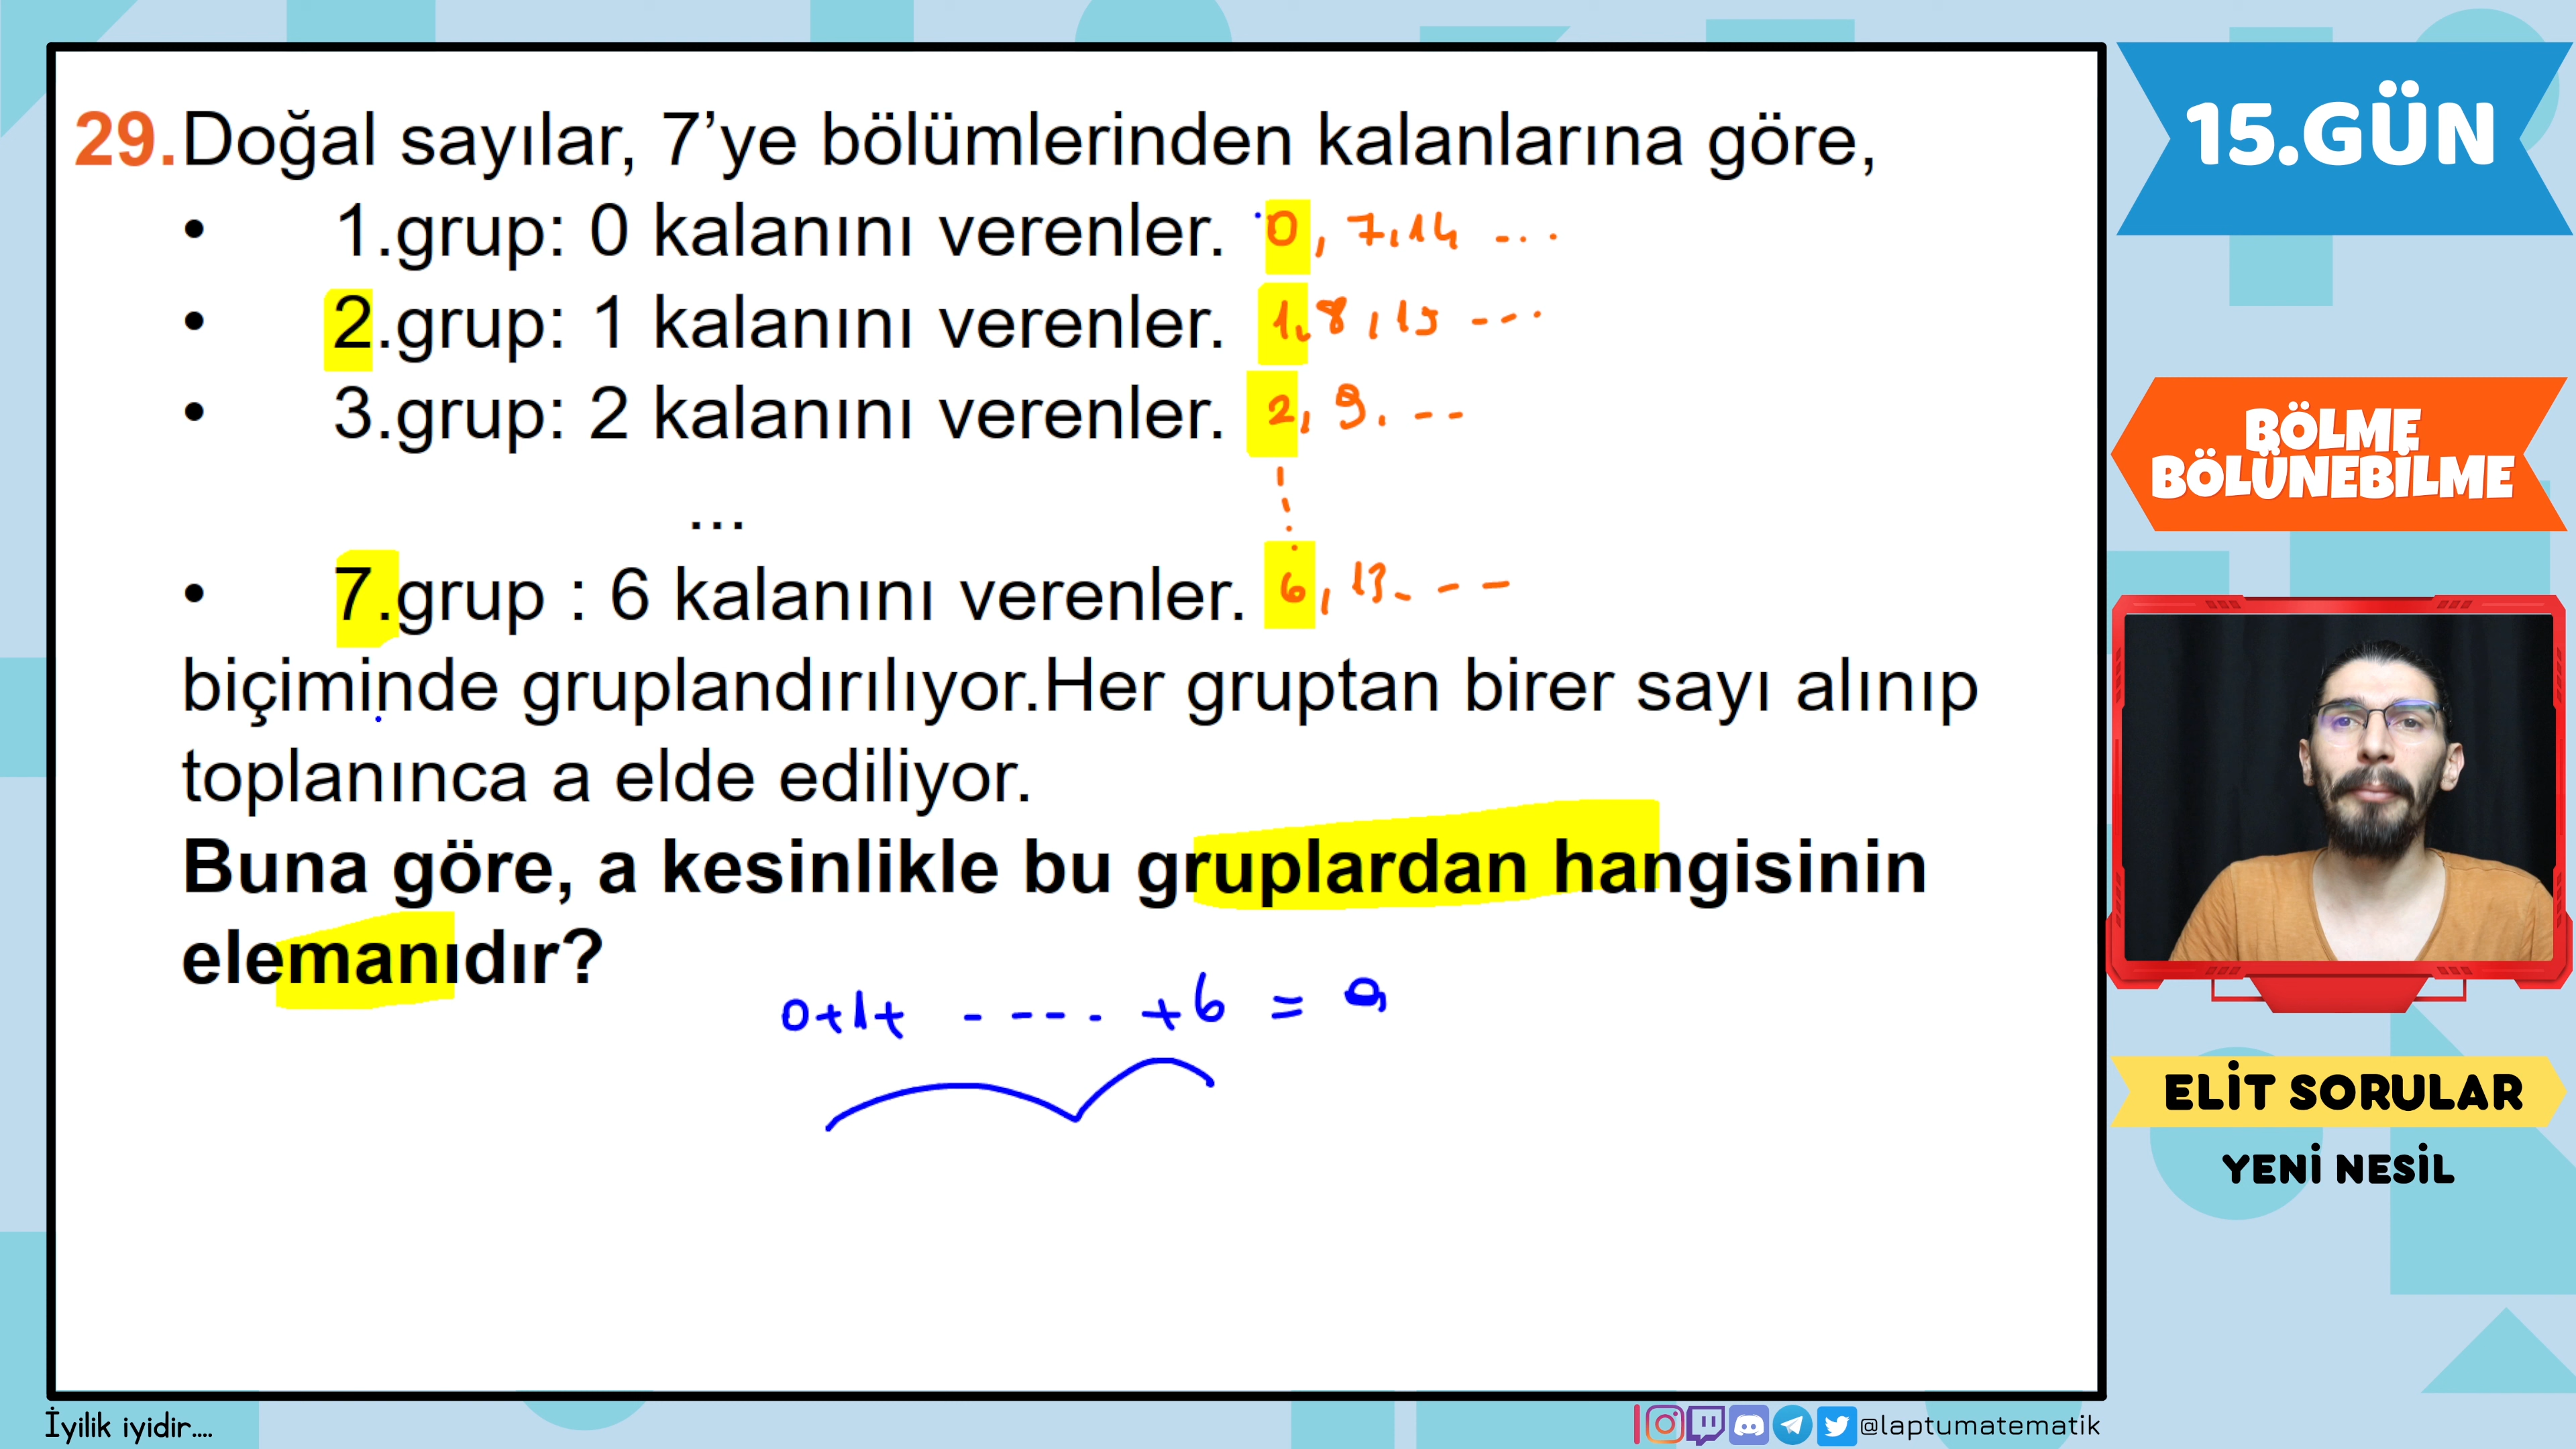 29.Doğal sayılar, 7’ye bölümlerinden kalanlarına göre,
• 1.grup: 0 kalanını verenler. 0, 7,14 ...
• 2.grup: 1 kalanını verenler. 1,8,15 ---
• 3.grup: 2 kalanını verenler. 2, 9, --
...
• 7.grup : 6 kalanını verenler. 6, 13, --
biçiminde gruplandırılıyor.Her gruptan birer sayı alınıp
toplanınca a elde ediliyor.
Buna göre, a kesinlikle bu gruplardan hangisinin
elemanıdır?
0+1+ ---- +6 = a
15.GÜN
BÖLME
BÖLÜNEBİLME
ELİT SORULAR
YENİ NESİL
İyilik iyidir....
@laptumatematik